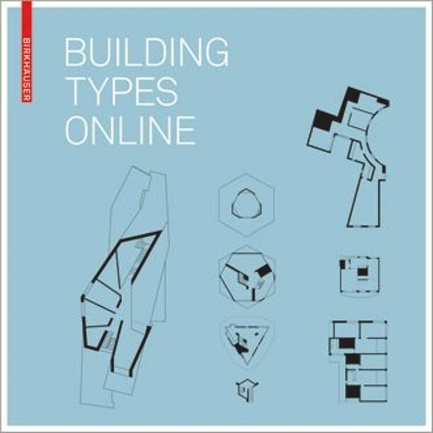 BIRKHÄUSER
BUILDING
TYPES
ONLINE